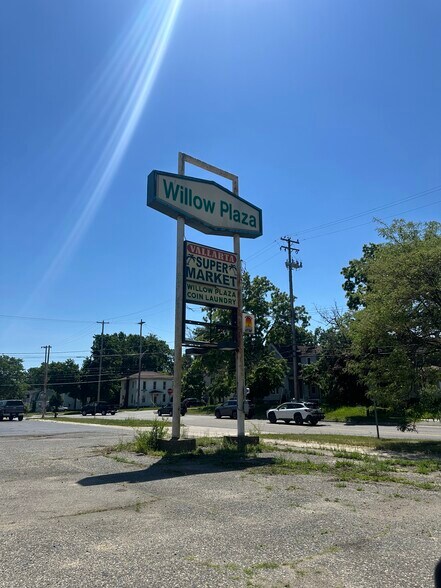 Willow Plaza
VALLARTA
SUPER
MARKET
WILLOW PLAZA
COIN LAUNDRY